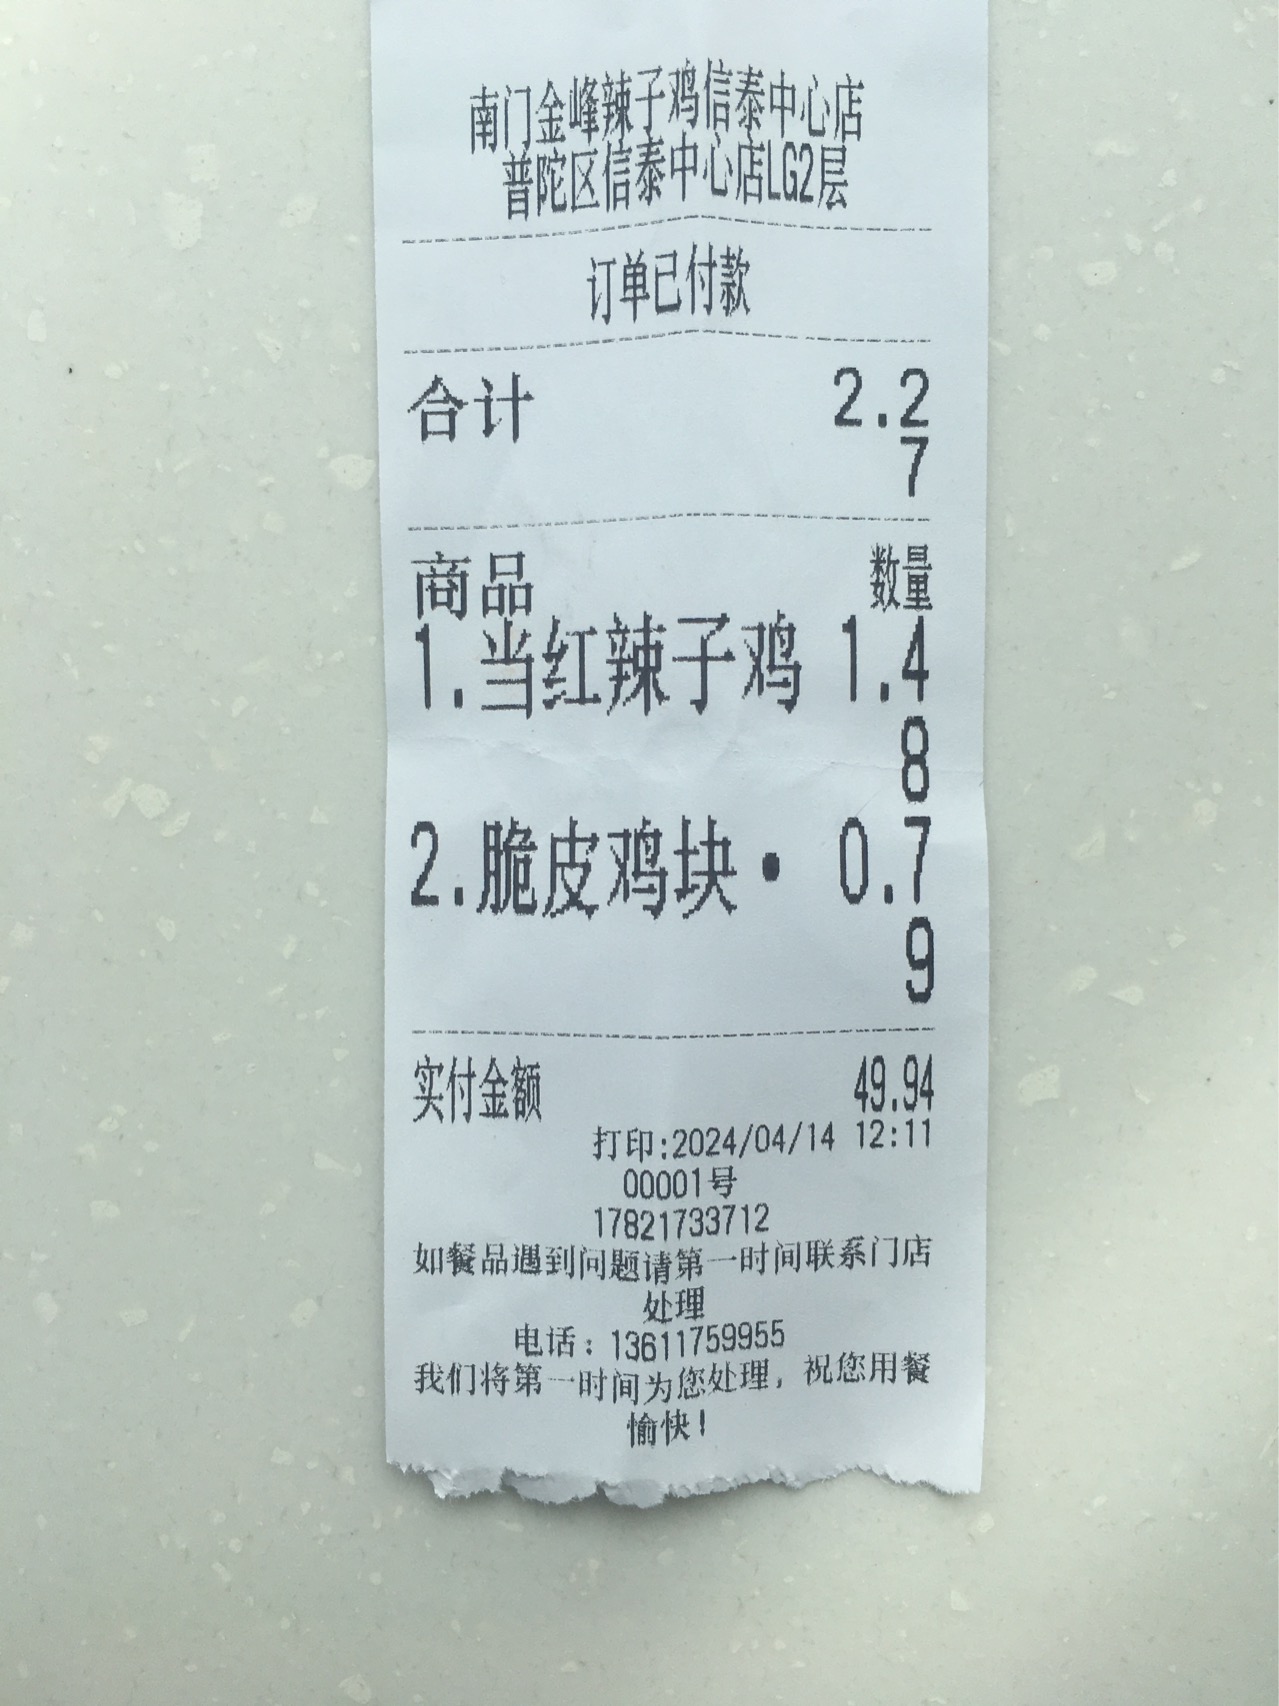 南门金峰辣子鸡信泰中心店
普陀区信泰中心店LG2层
订单已付款
合计 2.2
7
商品 数量
1.当红辣子鸡 1.4
8
2.脆皮鸡块· 0.7
9
实付金额 49.94
打印:2024/04/14 12:11
00001号
17821733712
如餐品遇到问题请第一时间联系门店
处理
电话：13611759955
我们将第一时间为您处理，祝您用餐
愉快！